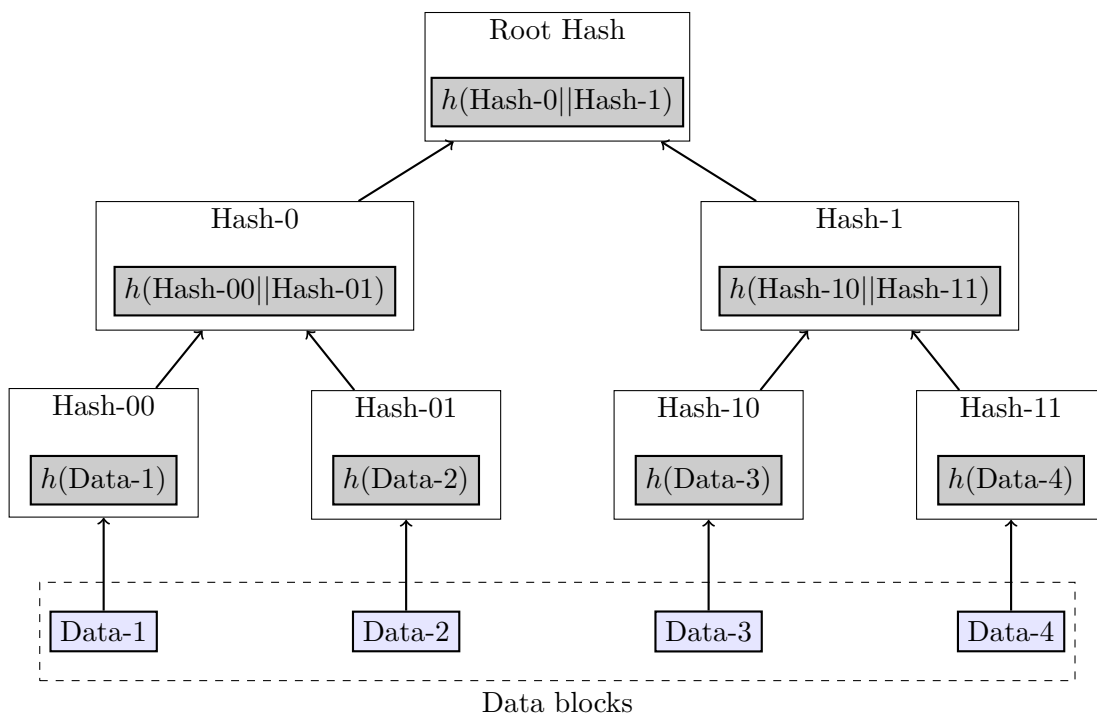 Root Hash
h(Hash-0||Hash-1)
Hash-0
Hash-1
h(Hash-00||Hash-01)
h(Hash-10||Hash-11)
Hash-00
Hash-01
Hash-10
Hash-11
h(Data-1)
h(Data-2)
h(Data-3)
h(Data-4)
Data-1
Data-2
Data-3
Data-4
Data blocks